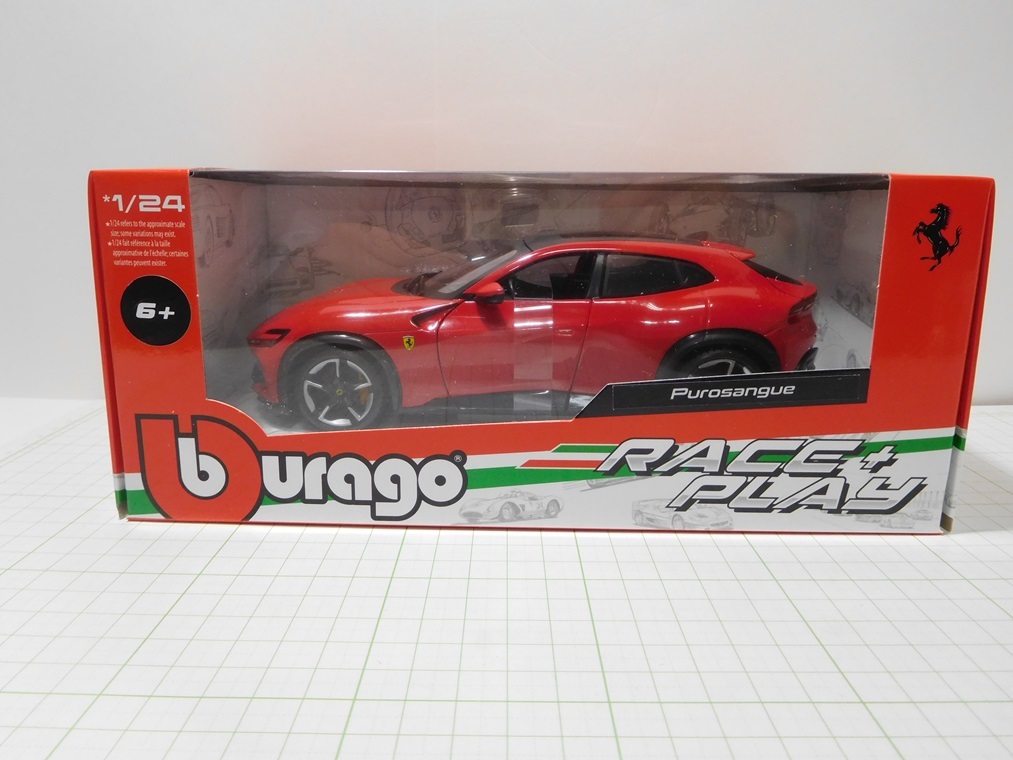 *1/24
*1/24 refers to the approximate scale
size, some variations may exist.
*1/24 fait référence à la taille
approximative de l'échelle; certaines
variantes peuvent exister.
6+
Purosangue
burago®
RACE +
PLAY